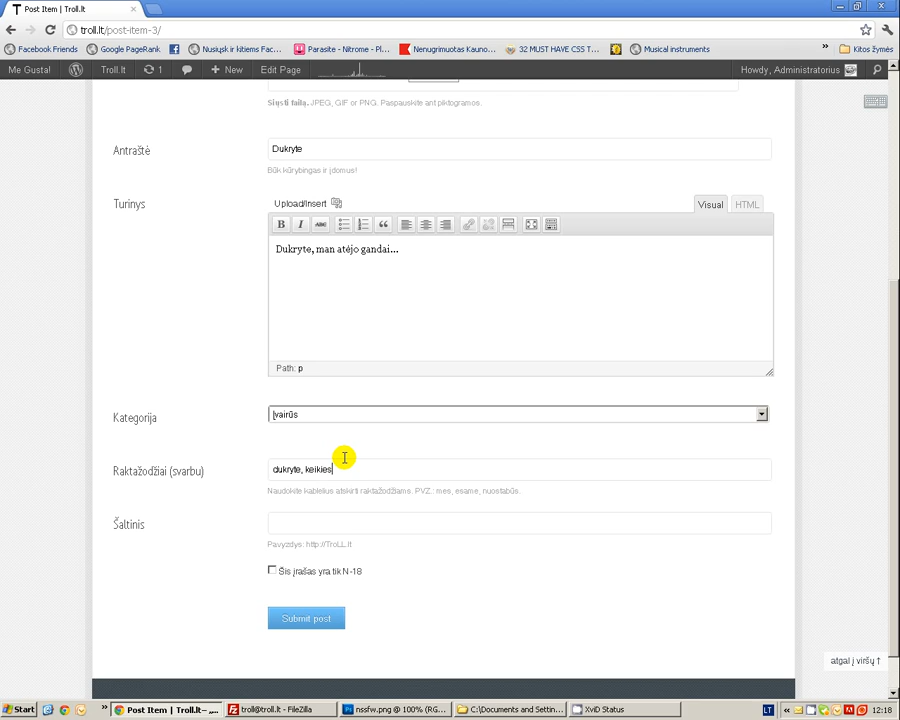 Post Item | Troll.lt
troll.lt/post-item-3/
Facebook Friends
Google PageRank
Nusiųsk ir kitiems Fac...
Parasite - Nitrome - Pl...
Nenugrimuotas Kauno...
32 MUST HAVE CSS T...
Musical instruments
»
Kitos žymės
Me Gusta!
Troll.lt
1
+ New
Edit Page
Howdy, Administratorius
Siųsti failą. JPEG, GIF or PNG. Paspauskite ant piktogramos.
Antraštė
Dukryte
Būk kūrybingas ir įdomus!
Turinys
Upload/Insert
Visual
HTML
B I ABC
Dukryte, man atėjo gandai...
Path: p
Kategorija
Įvairūs
Raktažodžiai (svarbu)
dukryte, keikies
Naudokite kablelius atskirti raktažodžiams. PVZ.: mes, esame, nuostabūs.
Šaltinis
Pavyzdys: http://TroLL.lt
Šis įrašas yra tik N-18
Submit post
atgal į viršų ↑
Start
»
Post Item | Troll.lt– „...
troll@troll.lt - FileZilla
nssfw.png @ 100% (RG...
C:\Documents and Settin...
XviD Status
LT
«
12:18